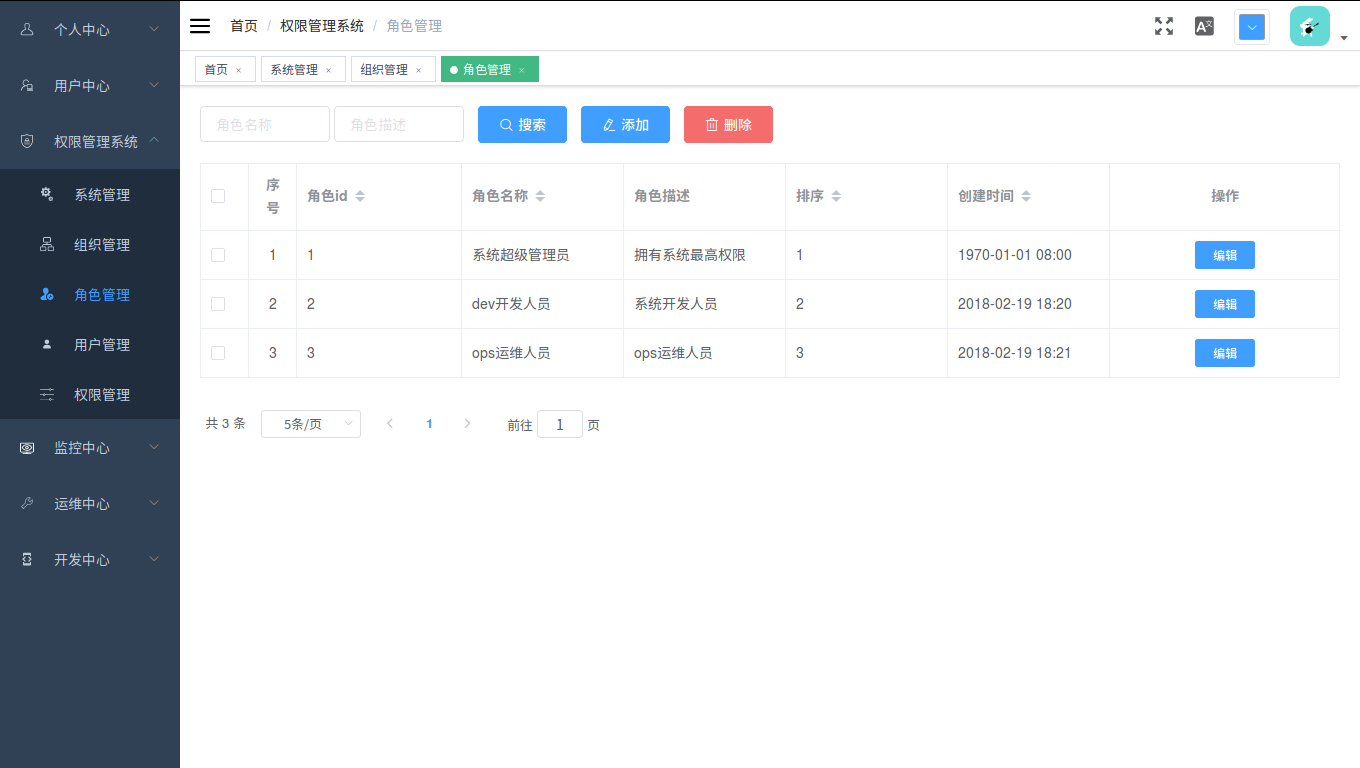 个人中心
用户中心
权限管理系统
系统管理
组织管理
角色管理
用户管理
权限管理
监控中心
运维中心
开发中心
首页 / 权限管理系统 / 角色管理
首页 × 系统管理 × 组织管理 × 角色管理 ×
角色名称 角色描述 搜索 添加 删除
序号 角色id 角色名称 角色描述 排序 创建时间 操作
1 1 系统超级管理员 拥有系统最高权限 1 1970-01-01 08:00 编辑
2 2 dev开发人员 系统开发人员 2 2018-02-19 18:20 编辑
3 3 ops运维人员 ops运维人员 3 2018-02-19 18:21 编辑
共 3 条 5条/页 1 前往 1 页